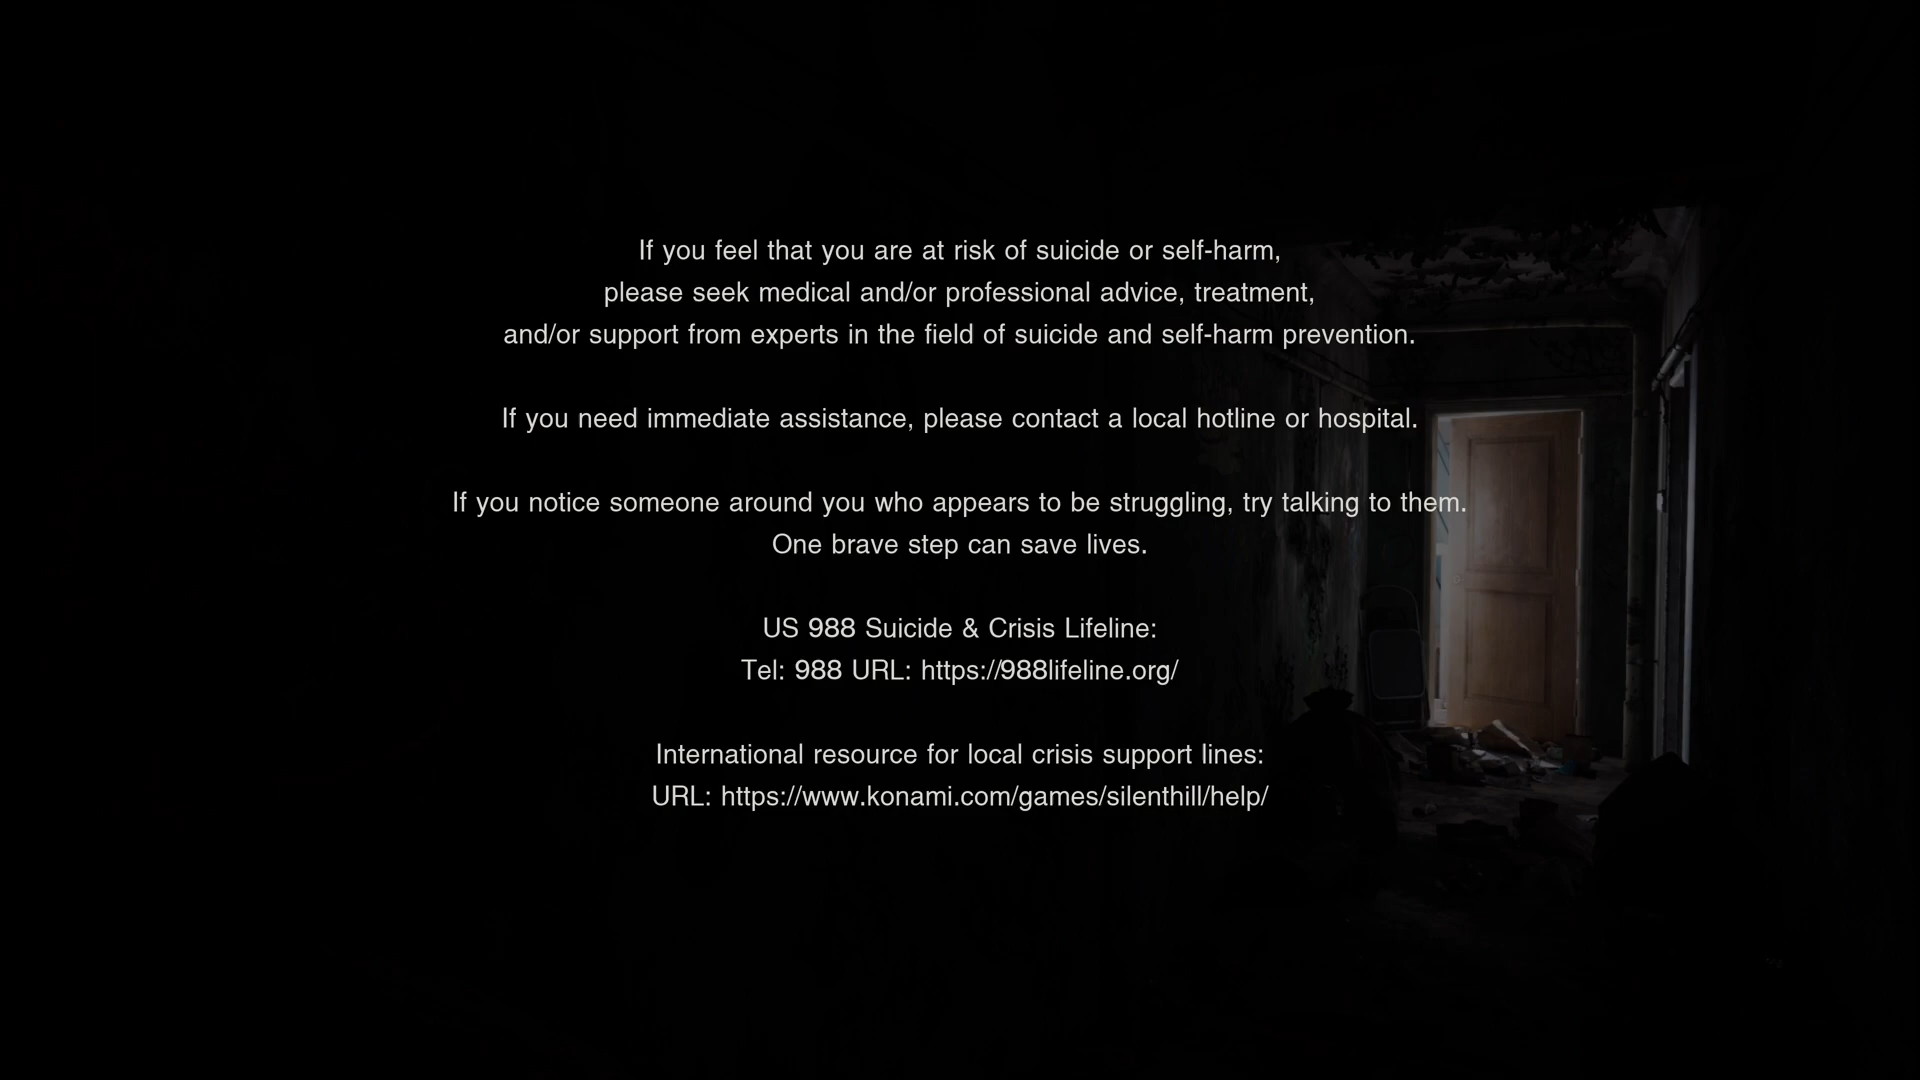 If you feel that you are at risk of suicide or self-harm,
please seek medical and/or professional advice, treatment,
and/or support from experts in the field of suicide and self-harm prevention.
If you need immediate assistance, please contact a local hotline or hospital.
If you notice someone around you who appears to be struggling, try talking to them.
One brave step can save lives.
US 988 Suicide & Crisis Lifeline:
Tel: 988 URL: https://988lifeline.org/
International resource for local crisis support lines:
URL: https://www.konami.com/games/silenthill/help/